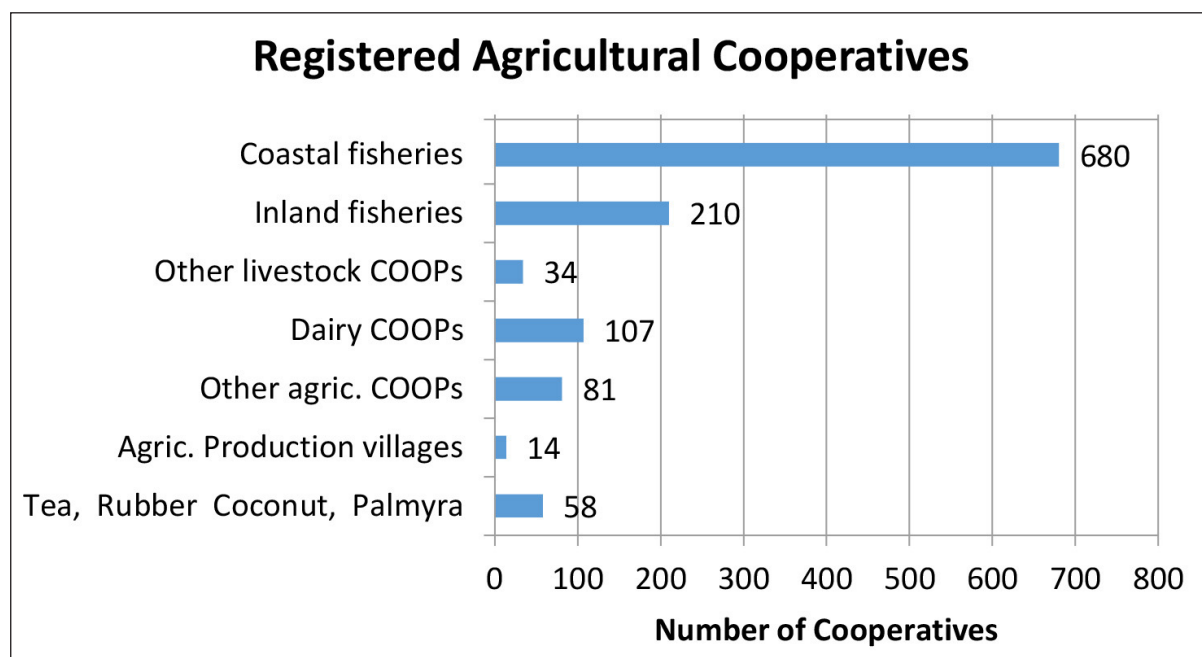 Registered Agricultural Cooperatives
Coastal fisheries 680
Inland fisheries 210
Other livestock COOPs 34
Dairy COOPs 107
Other agric. COOPs 81
Agric. Production villages 14
Tea, Rubber Coconut, Palmyra 58
0 100 200 300 400 500 600 700 800
Number of Cooperatives